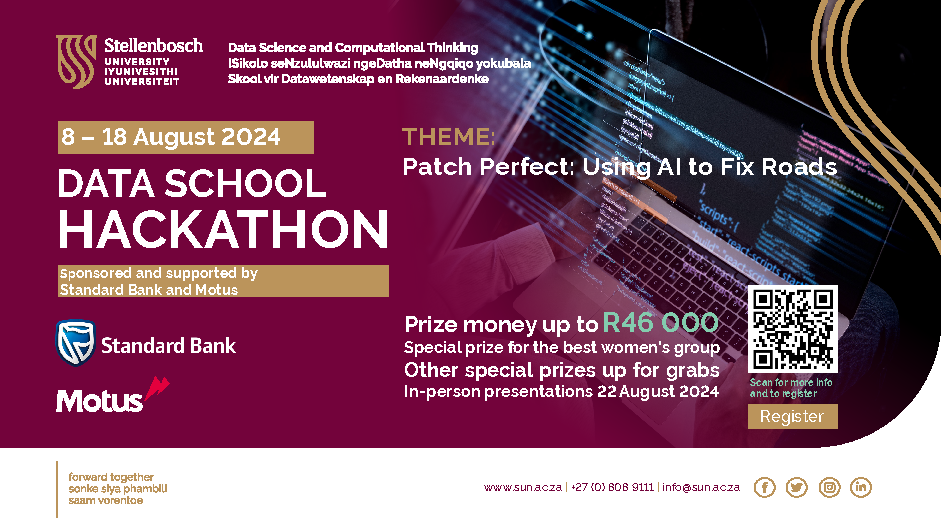 Stellenbosch
UNIVERSITY
IYUNIVESITHI
UNIVERSITEIT
Data Science and Computational Thinking
ISikolo seNzululwazi ngeDatha neNgqiqo yokubala
Skool vir Datawetenskap en Rekenaardenke
8 – 18 August 2024
DATA SCHOOL
HACKATHON
Sponsored and supported by
Standard Bank and Motus
Standard Bank
Motus
THEME:
Patch Perfect: Using AI to Fix Roads
Prize money up to R46 000
Special prize for the best women's group
Other special prizes up for grabs
In-person presentations 22 August 2024
Scan for more info
and to register
Register
forward together
sonke siya phambili
saam vorentoe
www.sun.ac.za | +27 (0) 808 9111 | info@sun.ac.za